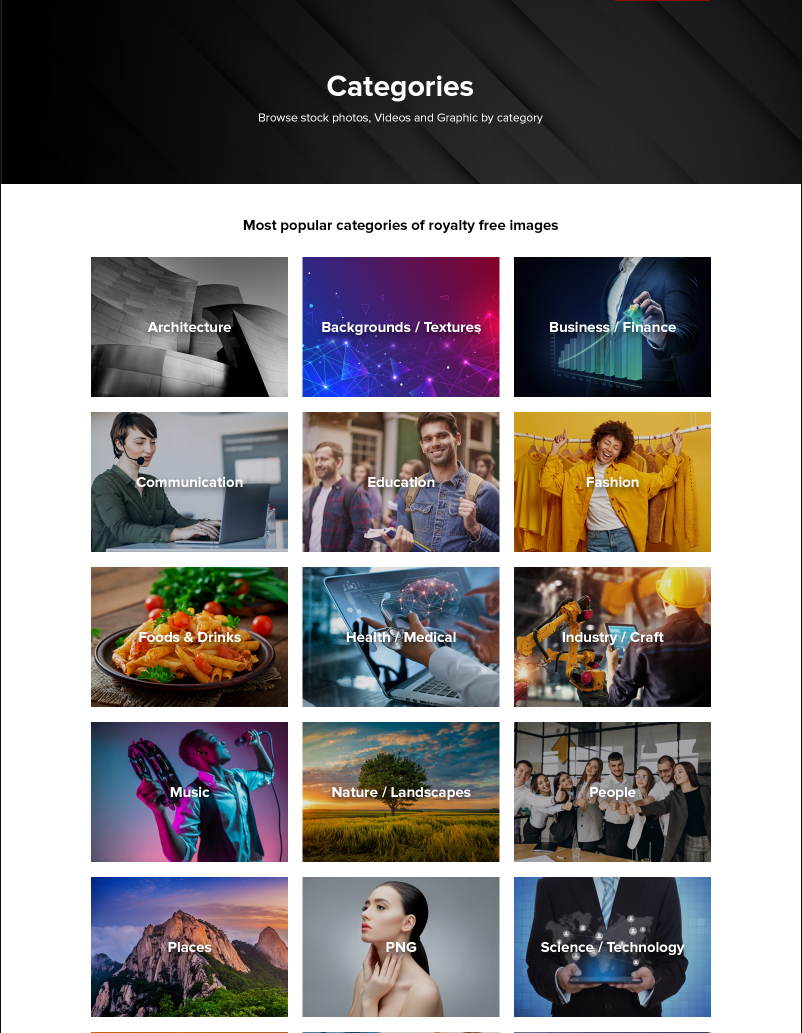 Categories
Browse stock photos, Videos and Graphic by category
Most popular categories of royalty free images
Architecture
Backgrounds / Textures
Business / Finance
Communication
Education
Fashion
Foods & Drinks
Health / Medical
Industry / Craft
Music
Nature / Landscapes
People
Places
PNG
Science / Technology